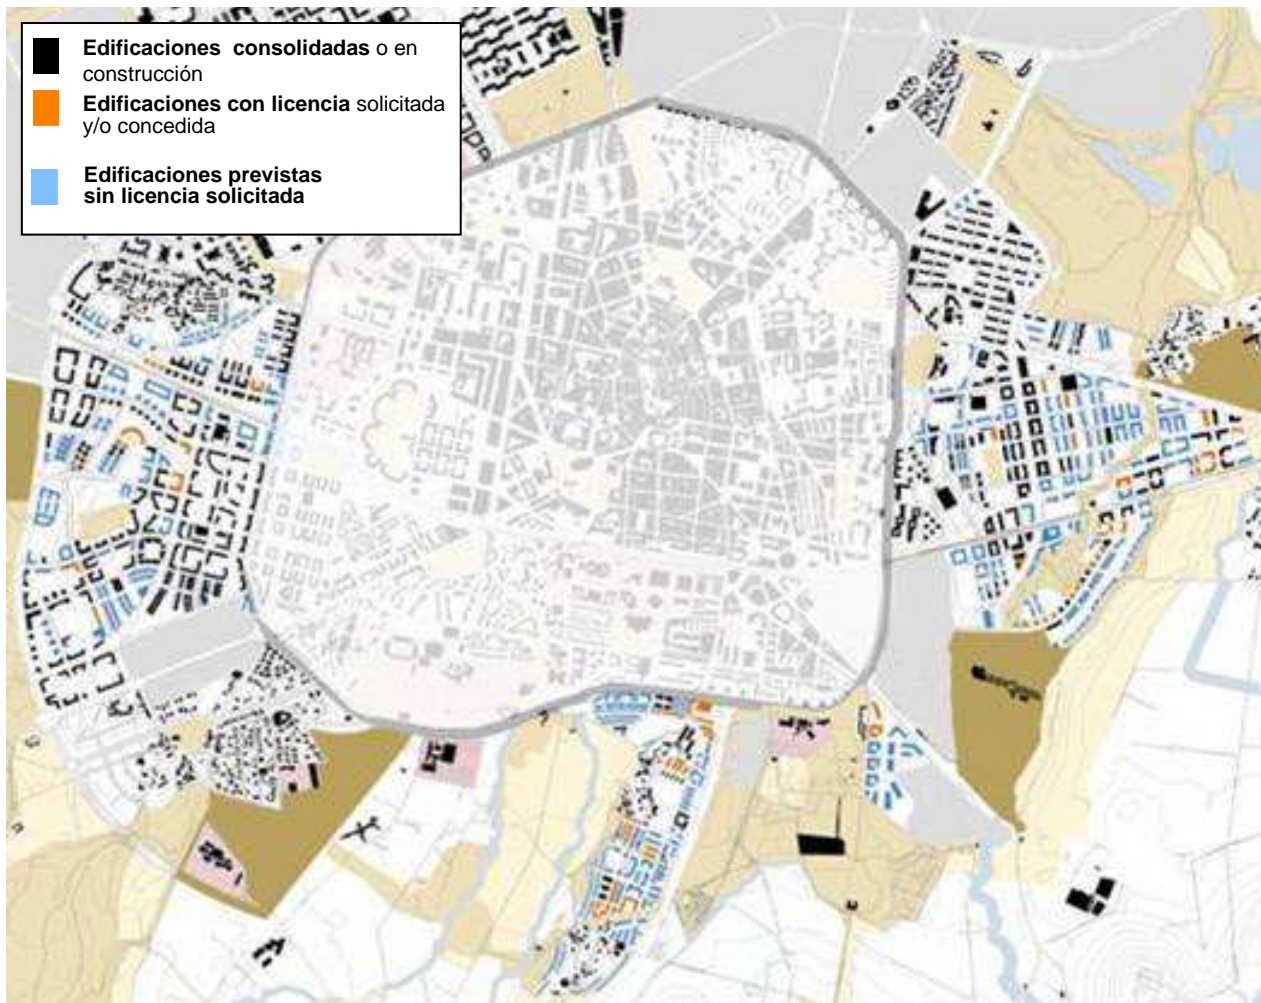 Edificaciones consolidadas o en
construcción
Edificaciones con licencia solicitada
y/o concedida
Edificaciones previstas
sin licencia solicitada